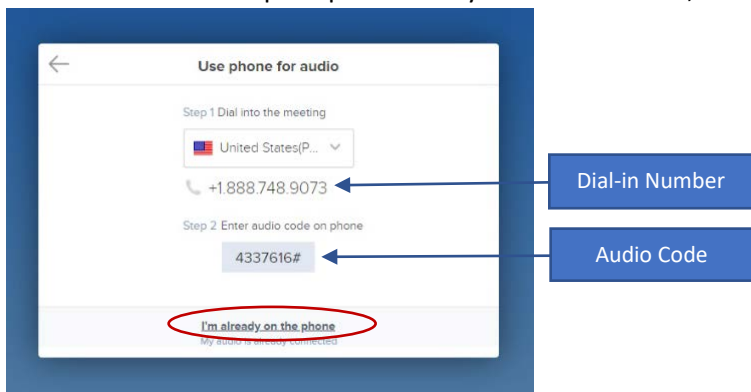 Use phone for audio
Step 1 Dial into the meeting
United States(P...
+1.888.748.9073
Dial-in Number
Step 2 Enter audio code on phone
4337616#
Audio Code
I'm already on the phone
My audio is already connected